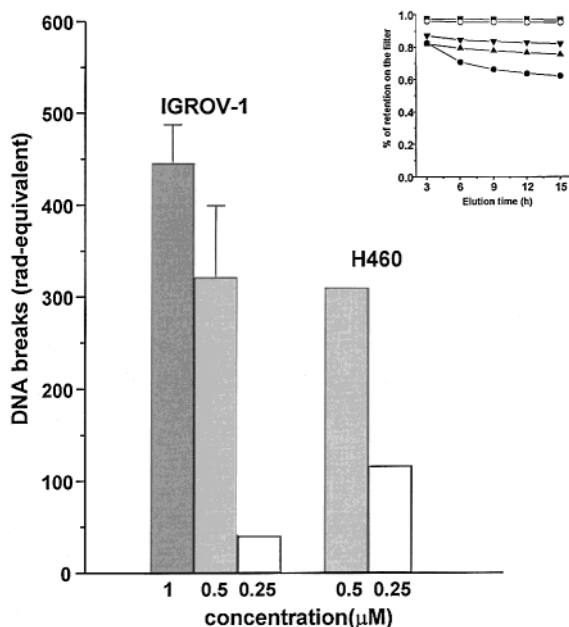 600
500
400
300
200
100
0
DNA breaks (rad-equivalent)
IGROV-1
H460
1 0.5 0.25 0.5 0.25
concentration(μM)
1.0
0.8
0.6
0.4
0.2
0.0
% of retention on the filter
3 6 9 12 15
Elution time (h)